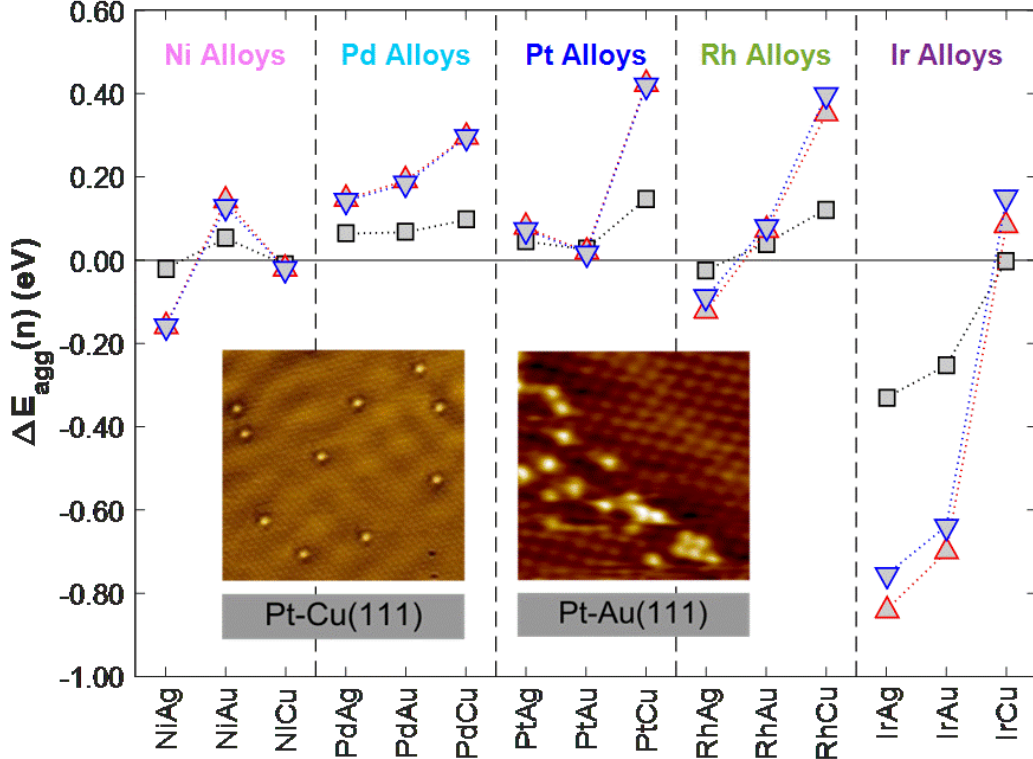 0.60
Ni Alloys Pd Alloys Pt Alloys Rh Alloys Ir Alloys
0.40
0.20
0.00
-0.20
-0.40
-0.60
-0.80
-1.00
ΔE_agg(n) (eV)
Pt-Cu(111) Pt-Au(111)
NiAg NiAu NiCu PdAg PdAu PdCu PtAg PtAu PtCu RhAg RhAu RhCu IrAg IrAu IrCu